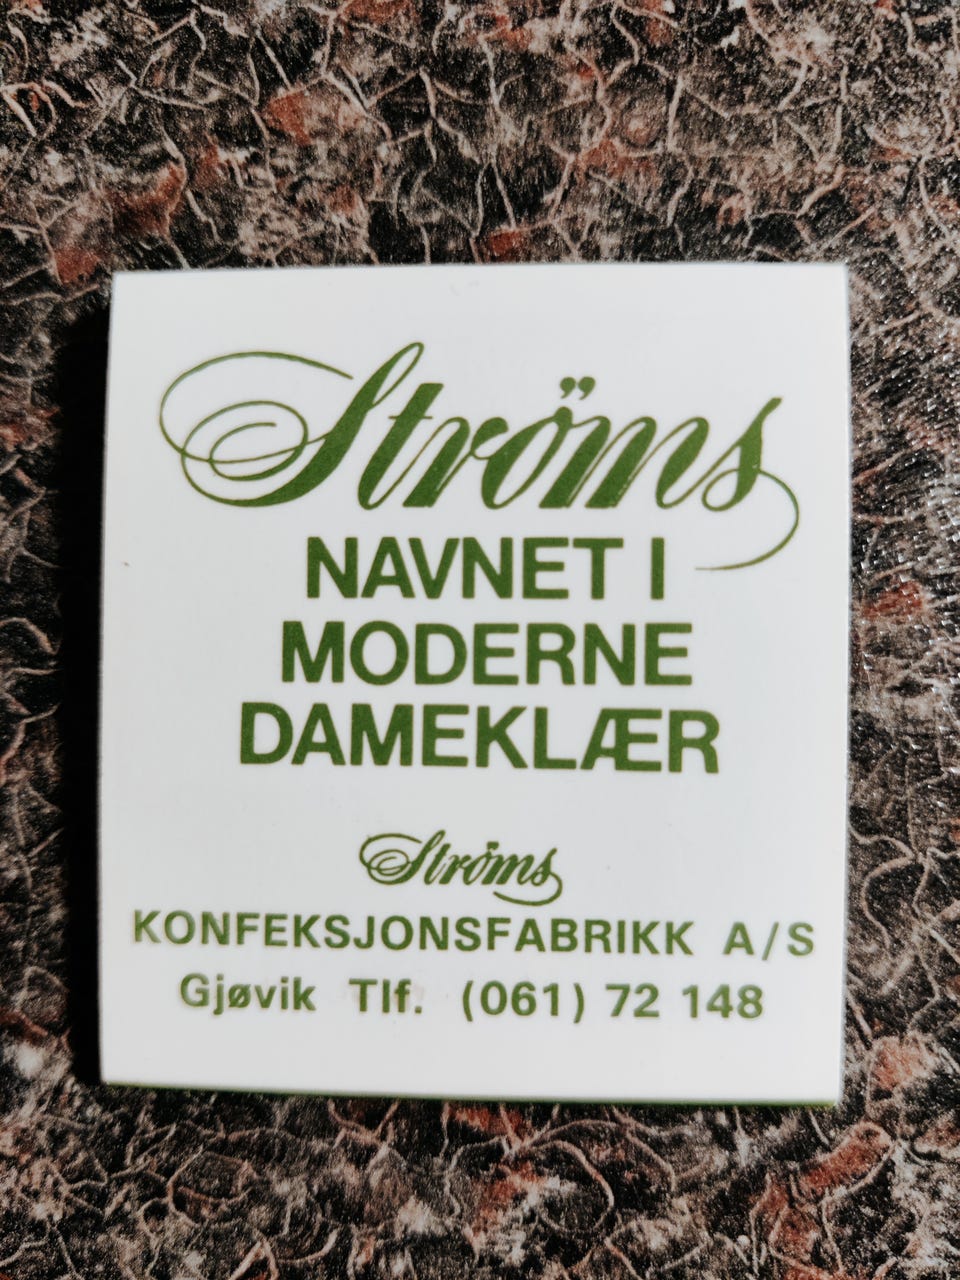 Ströms
NAVNET I
MODERNE
DAMEKLÆR
Ströms
KONFEKSJONSFABRIKK A/S
Gjøvik Tlf. (061) 72 148